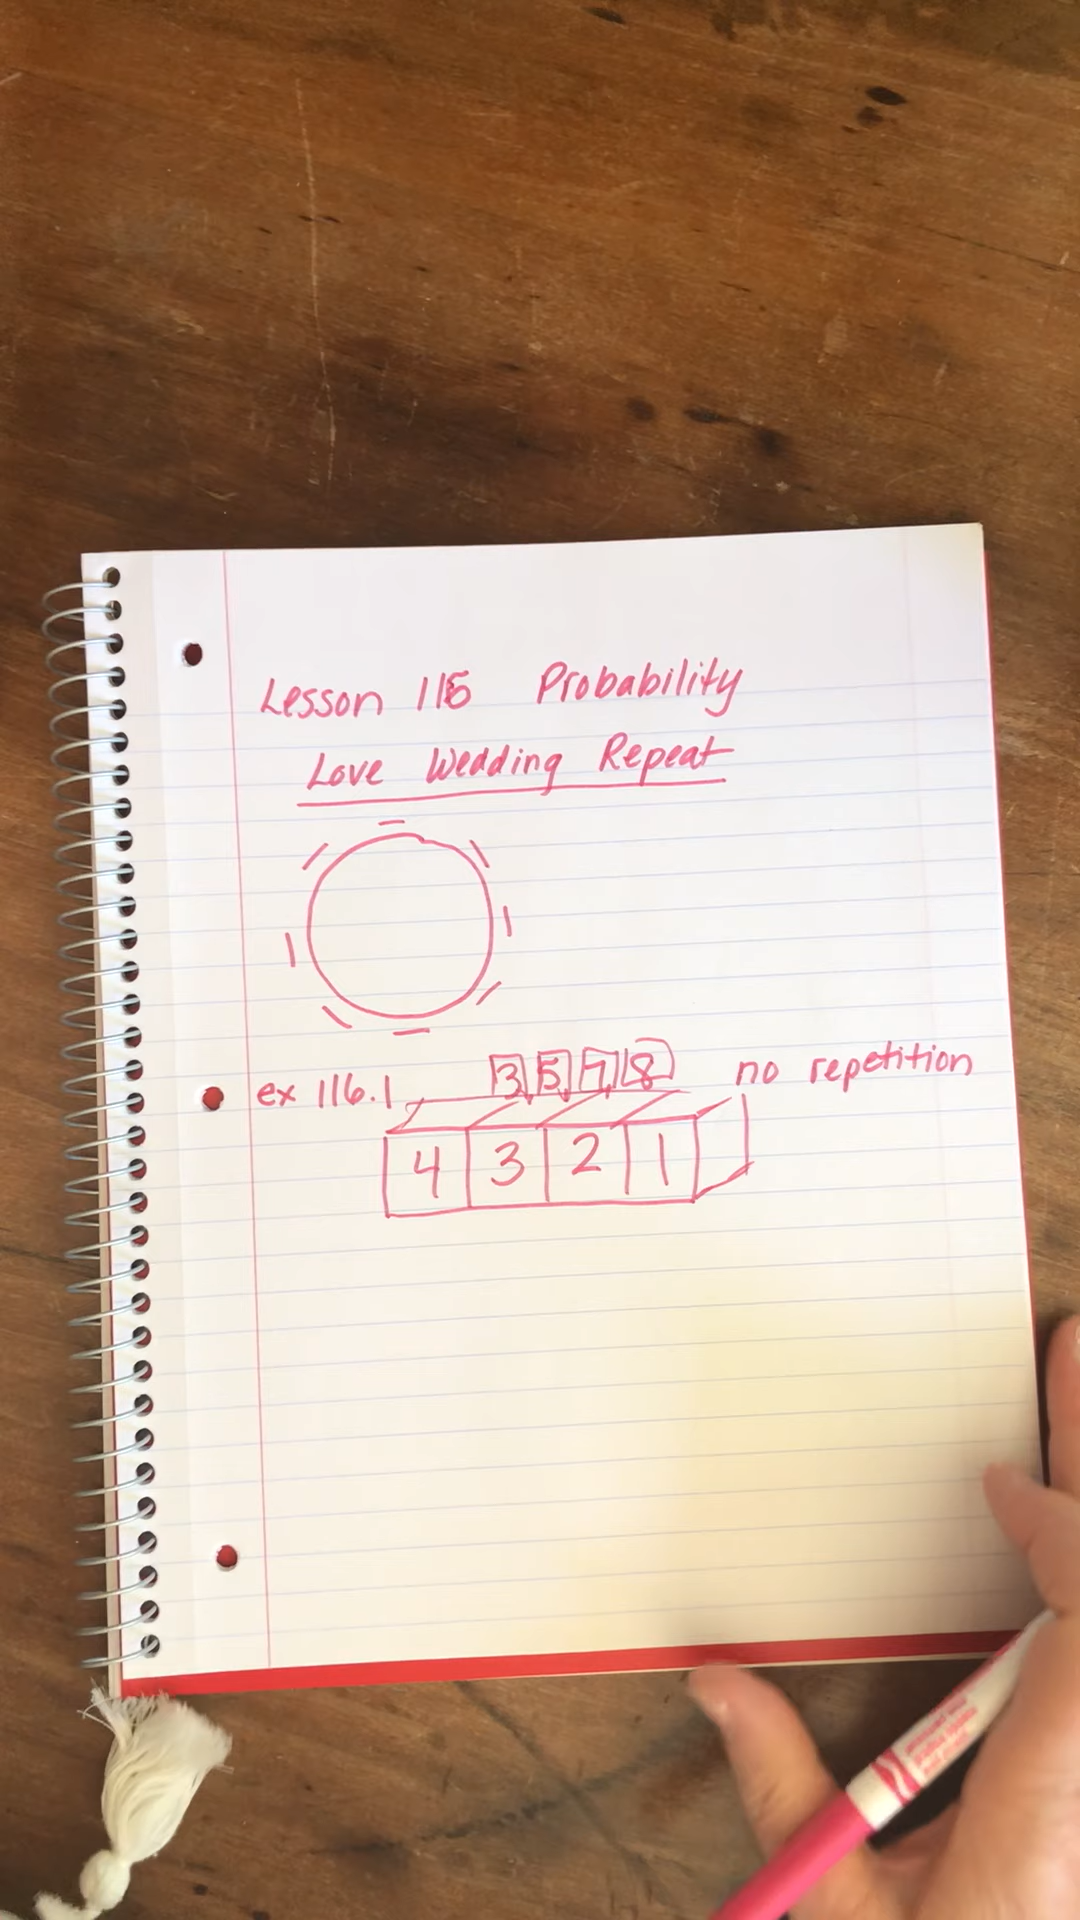 Lesson 116 Probability
Love Wedding Repeat
3 5 7 8 no repetition
ex 116.1
4 3 2 1